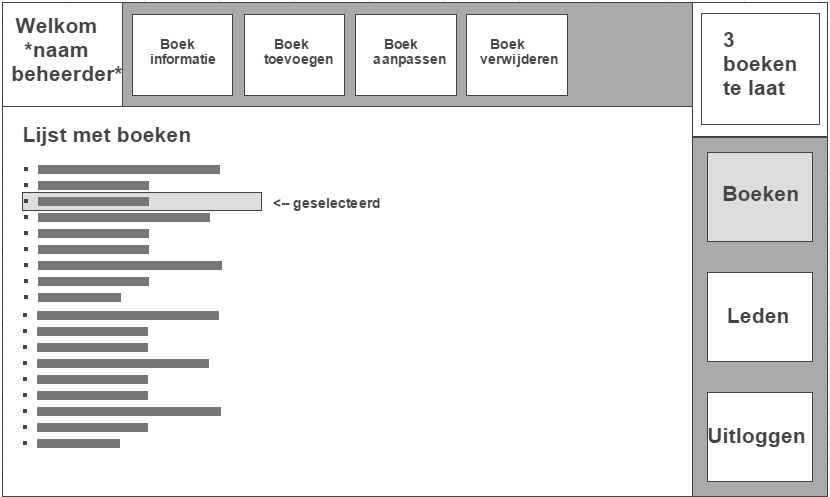 Welkom
*naam
beheerder*
Boek
informatie
Boek
toevoegen
Boek
aanpassen
Boek
verwijderen
3
boeken
te laat
Lijst met boeken
<-- geselecteerd
Boeken
Leden
Uitloggen